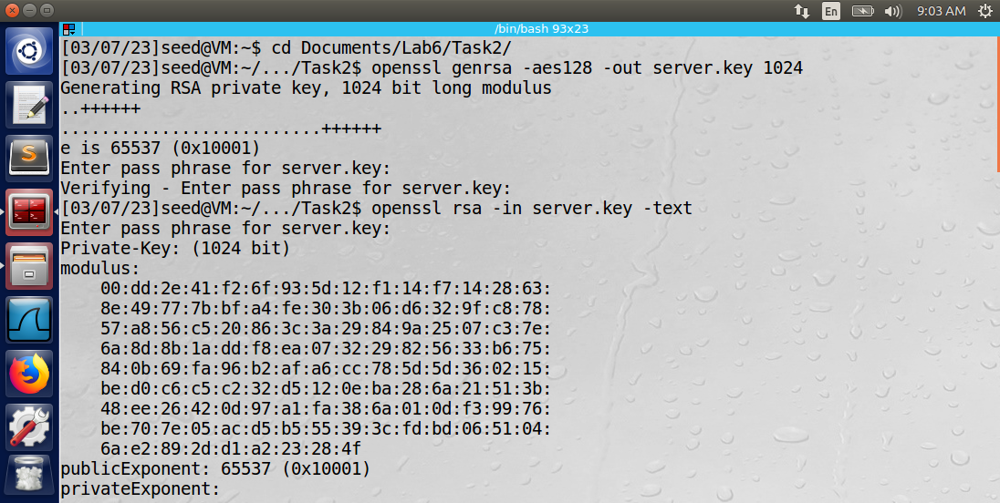 En
9:03 AM
/bin/bash 93x23
[03/07/23]seed@VM:~$ cd Documents/Lab6/Task2/
[03/07/23]seed@VM:~/.../Task2$ openssl genrsa -aes128 -out server.key 1024
Generating RSA private key, 1024 bit long modulus
..++++++
..........................++++++
e is 65537 (0x10001)
Enter pass phrase for server.key:
Verifying - Enter pass phrase for server.key:
[03/07/23]seed@VM:~/.../Task2$ openssl rsa -in server.key -text
Enter pass phrase for server.key:
Private-Key: (1024 bit)
modulus:
00:dd:2e:41:f2:6f:93:5d:12:f1:14:f7:14:28:63:
8e:49:77:7b:bf:a4:fe:30:3b:06:d6:32:9f:c8:78:
57:a8:56:c5:20:86:3c:3a:29:84:9a:25:07:c3:7e:
6a:8d:8b:1a:dd:f8:ea:07:32:29:82:56:33:b6:75:
84:0b:69:fa:96:b2:af:a6:cc:78:5d:5d:36:02:15:
be:d0:c6:c5:c2:32:d5:12:0e:ba:28:6a:21:51:3b:
48:ee:26:42:0d:97:a1:fa:38:6a:01:0d:f3:99:76:
be:70:7e:05:ac:d5:b5:55:39:3c:fd:bd:06:51:04:
6a:e2:89:2d:d1:a2:23:28:4f
publicExponent: 65537 (0x10001)
privateExponent: